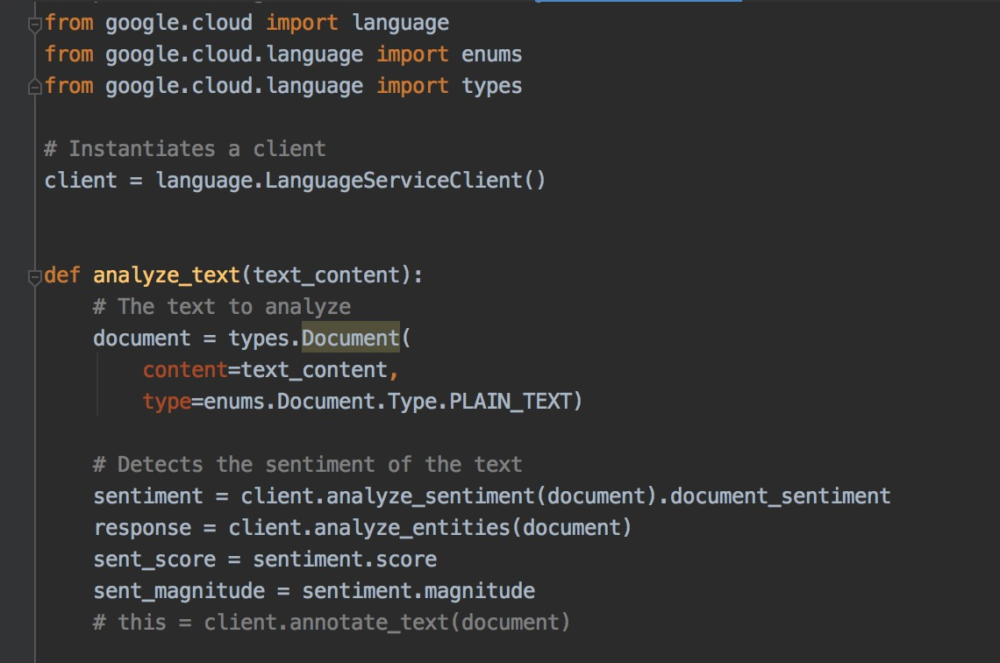 from google.cloud import language
from google.cloud.language import enums
from google.cloud.language import types
# Instantiates a client
client = language.LanguageServiceClient()
def analyze_text(text_content):
# The text to analyze
document = types.Document(
content=text_content,
type=enums.Document.Type.PLAIN_TEXT)
# Detects the sentiment of the text
sentiment = client.analyze_sentiment(document).document_sentiment
response = client.analyze_entities(document)
sent_score = sentiment.score
sent_magnitude = sentiment.magnitude
# this = client.annotate_text(document)